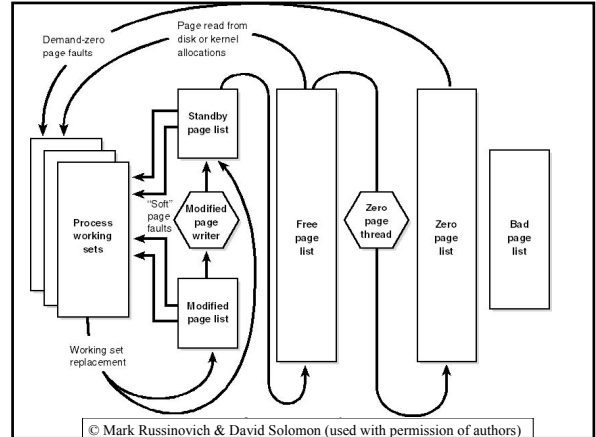 Demand-zero
page faults
Page read from
disk or kernel
allocations
Standby
page list
"Soft"
page
faults
Modified
page
writer
Process
working
sets
Free
page
list
Zero
page
thread
Zero
page
list
Bad
page
list
Modified
page list
Working set
replacement
© Mark Russinovich & David Solomon (used with permission of authors)